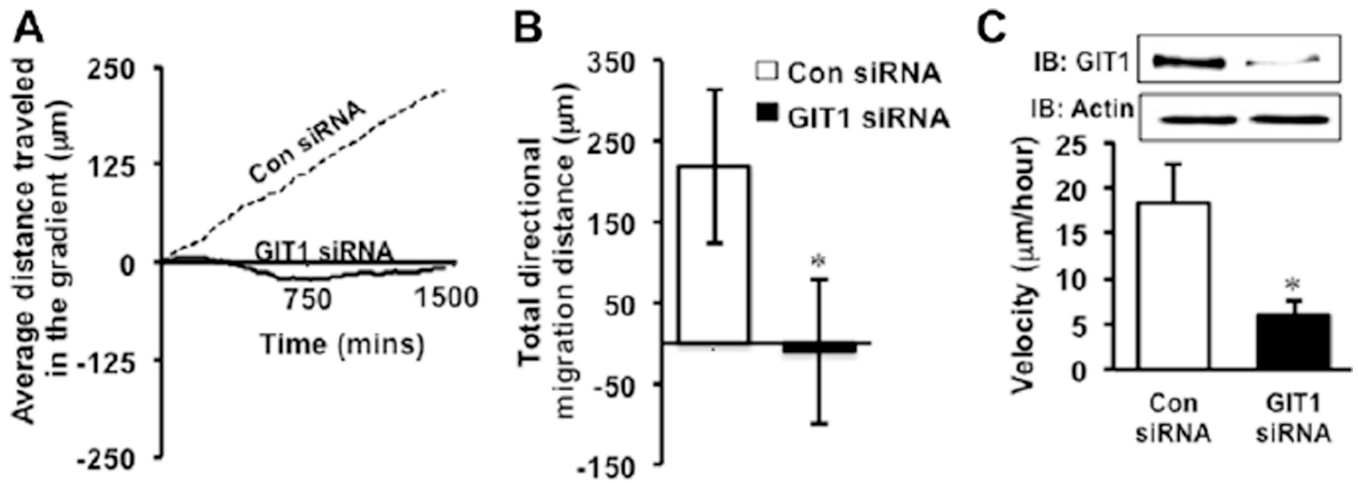 A
Average distance traveled
in the gradient (µm)
250
125
0
-125
-250
Con siRNA
GIT1 siRNA
750
1500
Time (mins)
B
Total directional
migration distance (µm)
350
250
150
50
-50
-150
Con siRNA
GIT1 siRNA
*
C
IB: GIT1
IB: Actin
Velocity (µm/hour)
25
20
15
10
5
0
*
Con
siRNA
GIT1
siRNA